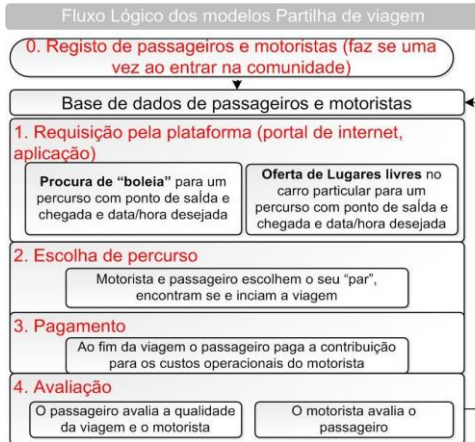 Fluxo Lógico dos modelos Partilha de viagem
0. Registo de passageiros e motoristas (faz se uma
vez ao entrar na comunidade)
Base de dados de passageiros e motoristas
1. Requisição pela plataforma (portal de internet,
aplicação)
Procura de “boleia” para um
percurso com ponto de saída e
chegada e data/hora desejada
Oferta de Lugares livres no
carro particular para um
percurso com ponto de saída e
chegada e data/hora desejada
2. Escolha de percurso
Motorista e passageiro escolhem o seu “par”,
encontram se e inciam a viagem
3. Pagamento
Ao fim da viagem o passageiro paga a contribuição
para os custos operacionais do motorista
4. Avaliação
O passageiro avalia a qualidade
da viagem e o motorista
O motorista avalia o
passageiro